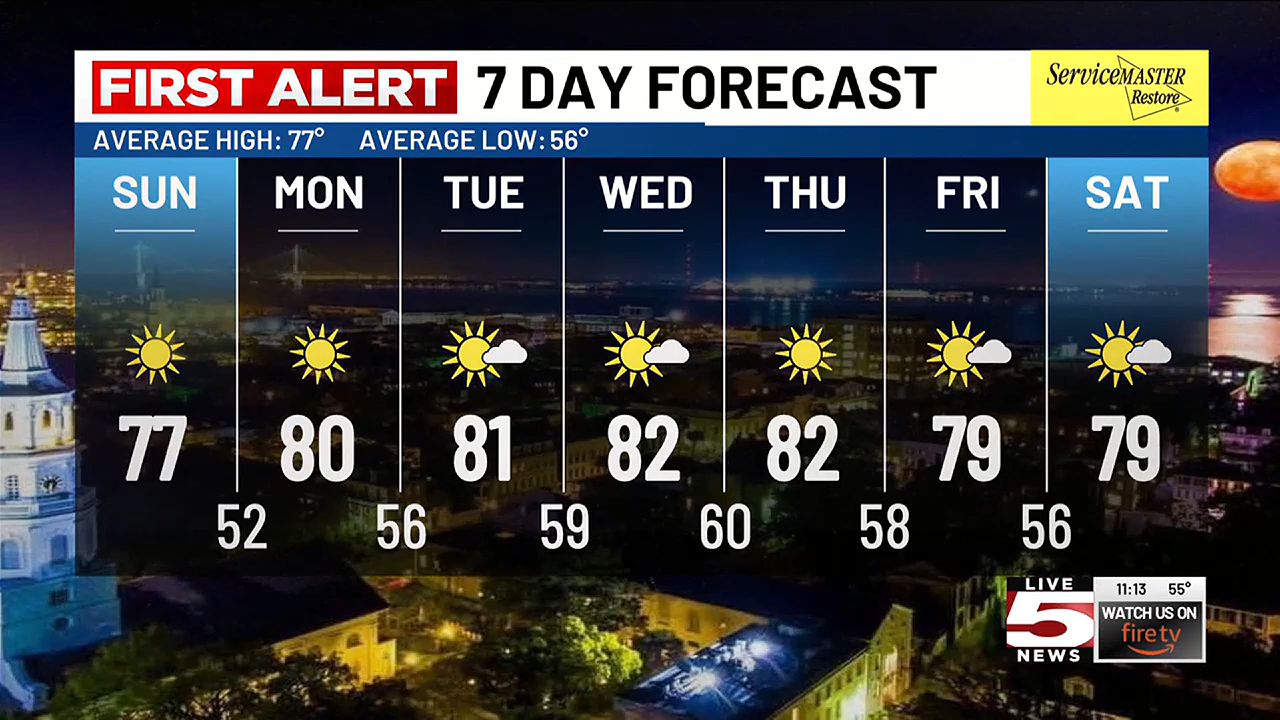 FIRST ALERT 7 DAY FORECAST
ServiceMASTER
Restore
AVERAGE HIGH: 77° AVERAGE LOW: 56°
SUN MON TUE WED THU FRI SAT
77 80 81 82 82 79 79
52 56 59 60 58 56
LIVE
5
NEWS
11:13 55°
WATCH US ON
fire tv